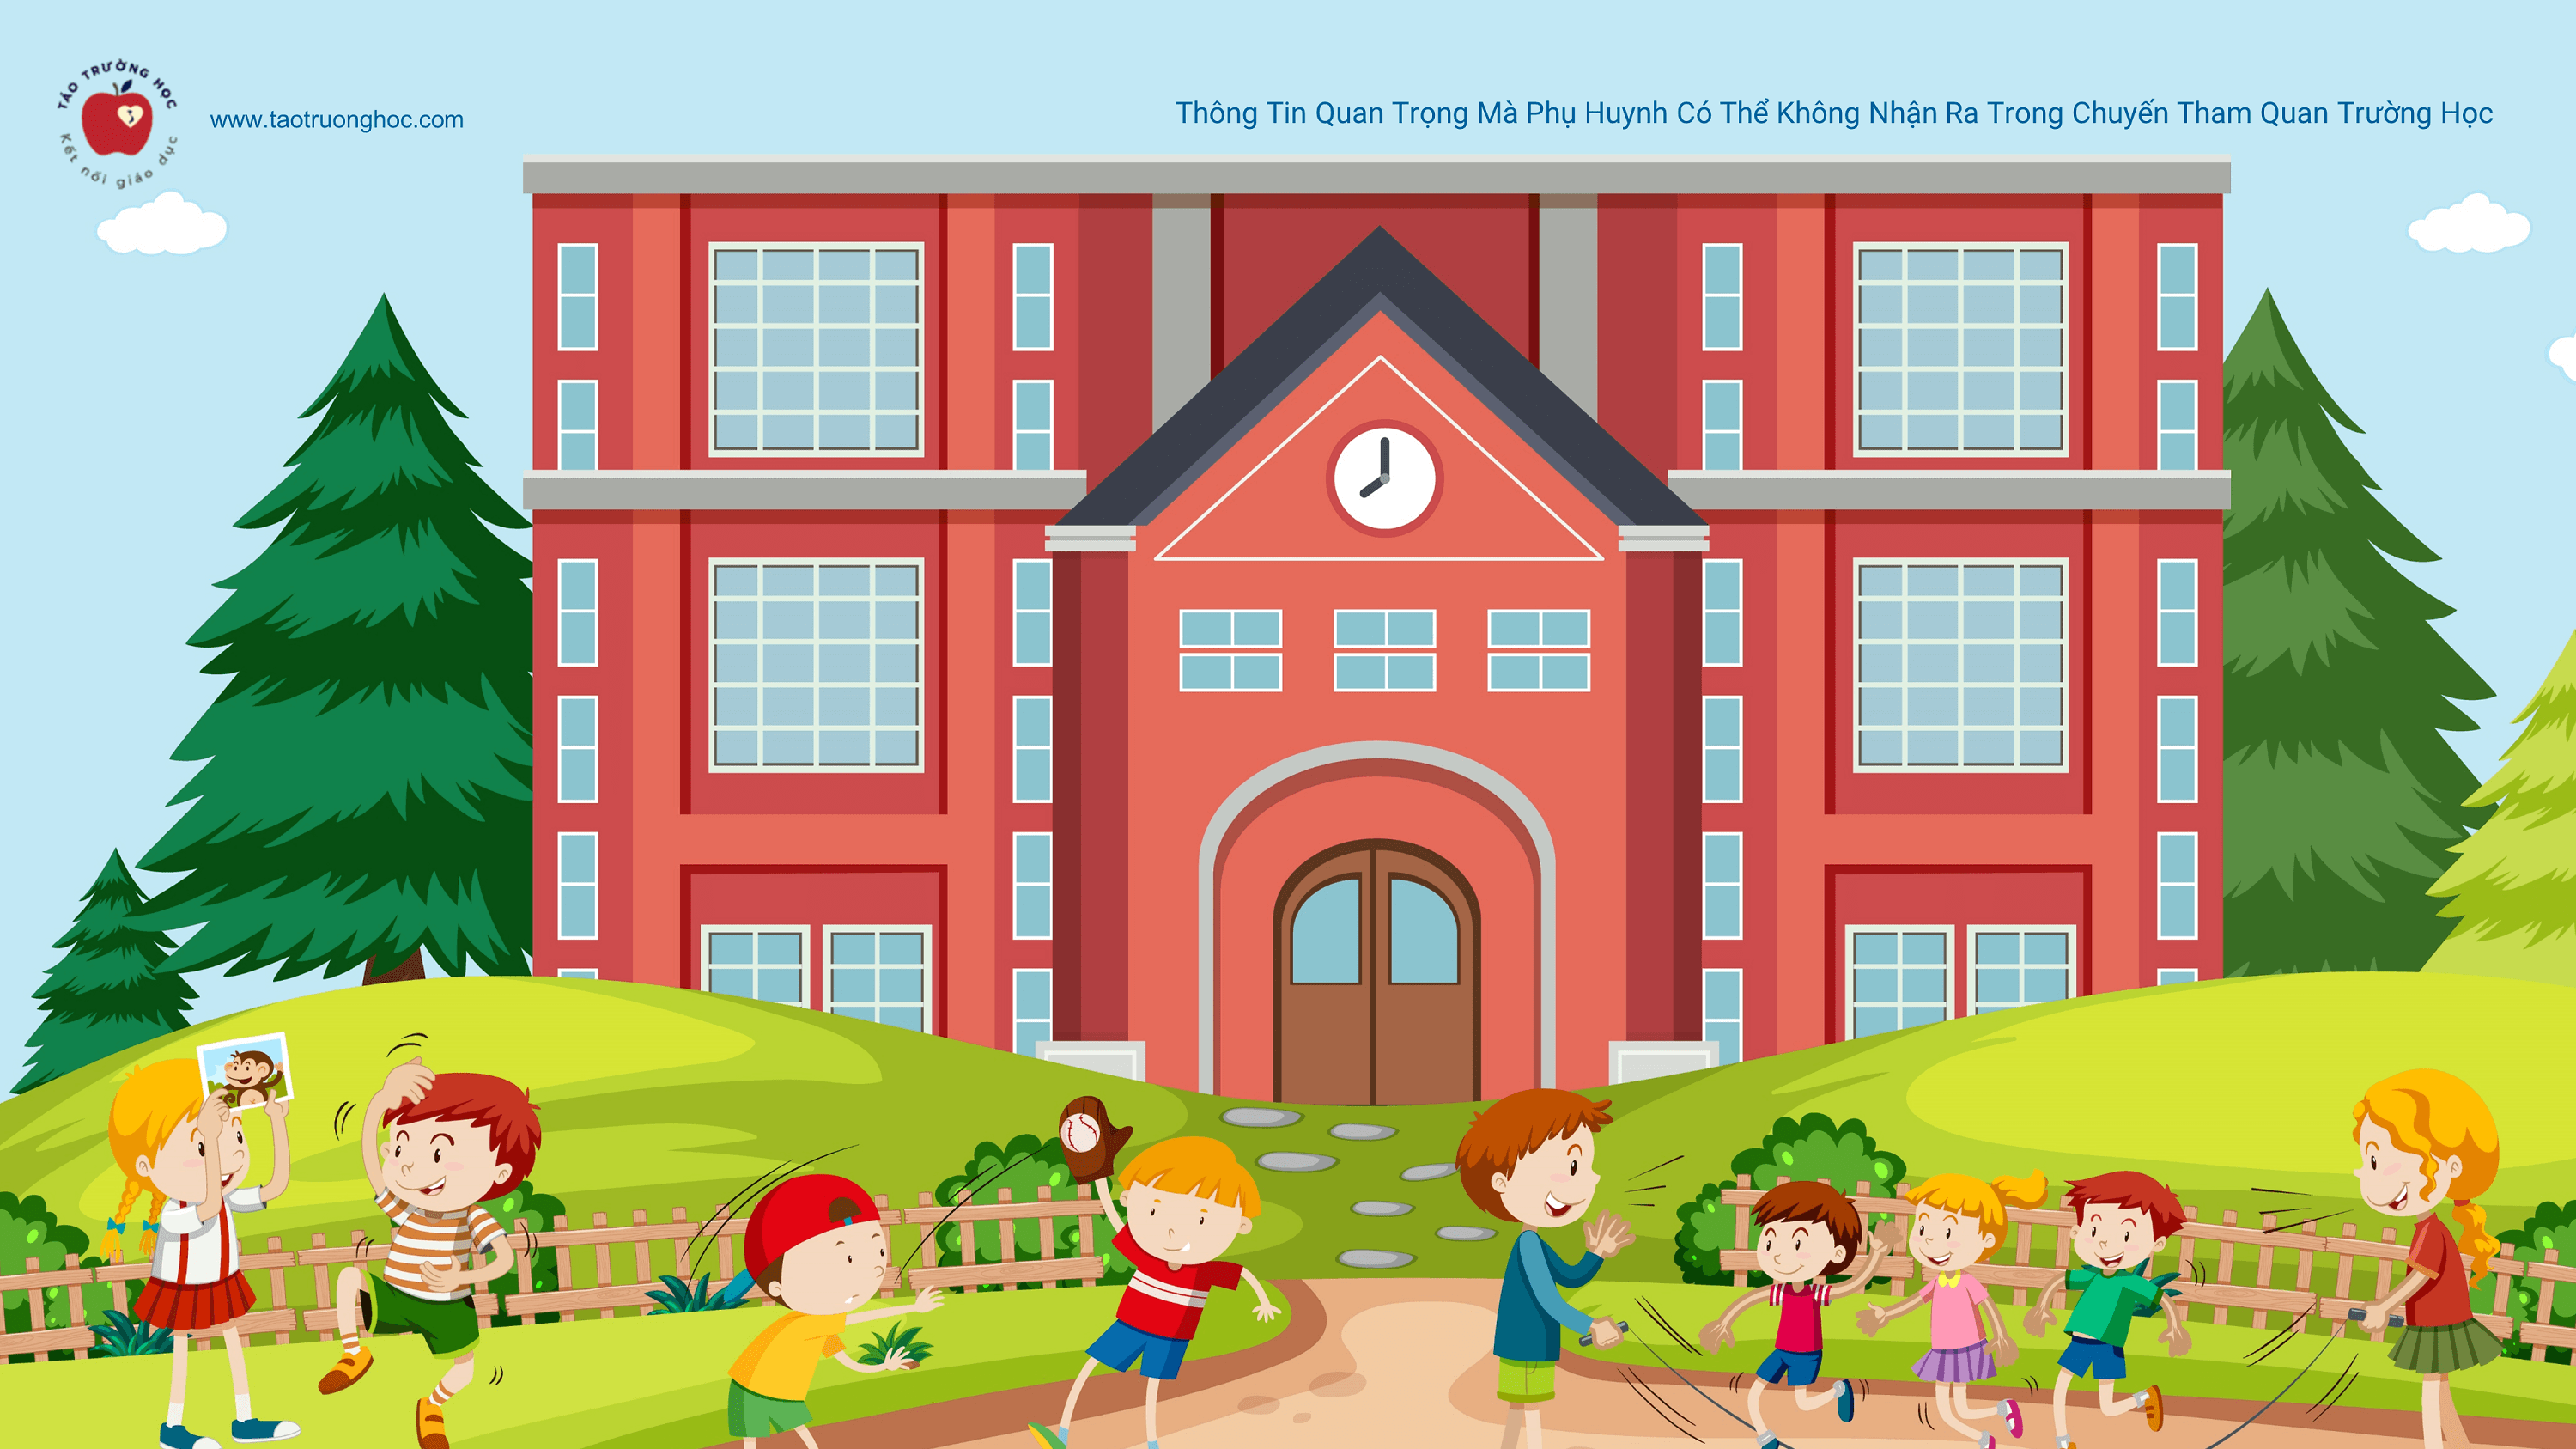 TÁO TRƯỜNG HỌC
Kết nối giáo dục
www.taotruonghoc.com
Thông Tin Quan Trọng Mà Phụ Huynh Có Thể Không Nhận Ra Trong Chuyến Tham Quan Trường Học